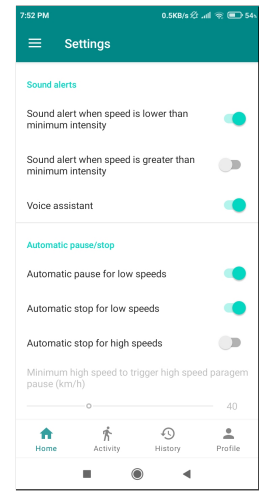 7:52 PM 0.5KB/s 54%
Settings
Sound alerts
Sound alert when speed is lower than
minimum intensity
Sound alert when speed is greater than
minimum intensity
Voice assistant
Automatic pause/stop
Automatic pause for low speeds
Automatic stop for low speeds
Automatic stop for high speeds
Minimum high speed to trigger high speed paragem
pause (km/h)
40
Home Activity History Profile